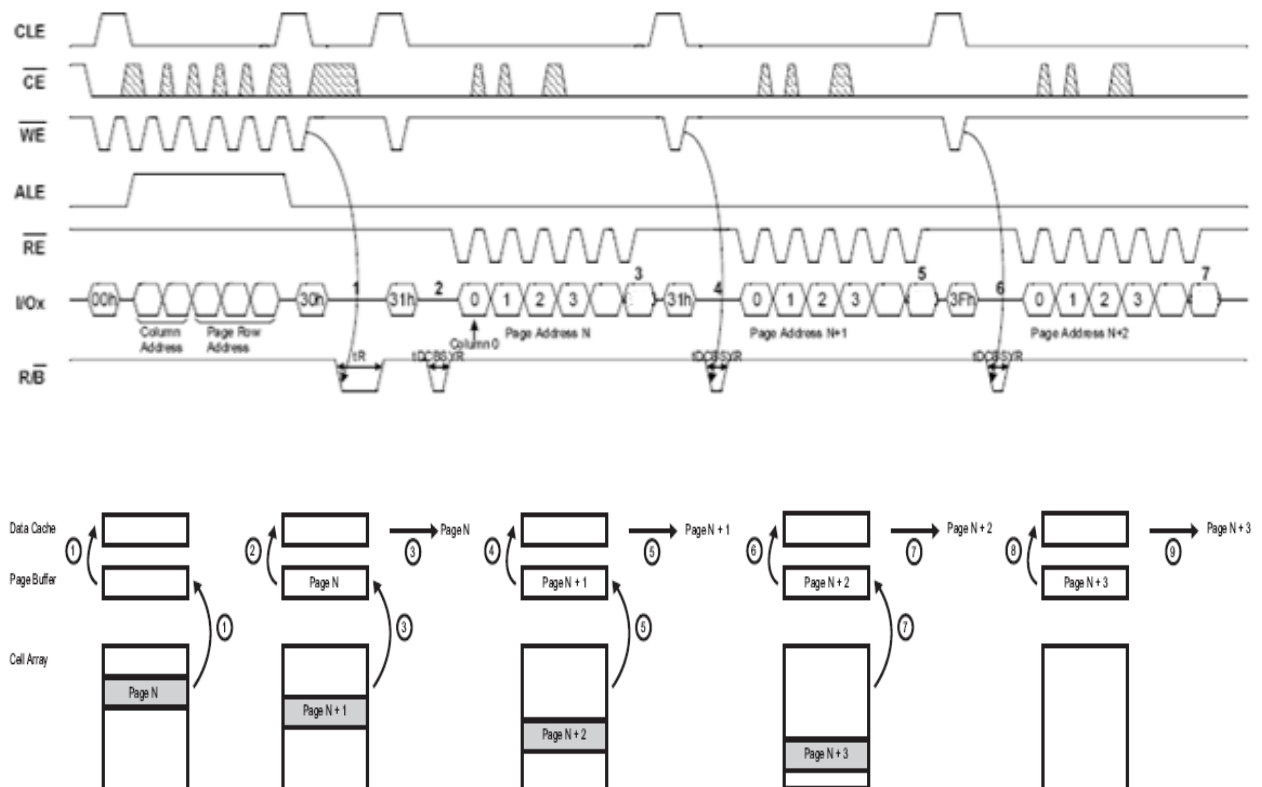 CLE
CE
WE
ALE
RE
I/Ox 00h 30h 1 31h 2 0 1 2 3 3 31h 4 0 1 2 3 5 3Fh 6 0 1 2 3 7
Column Address
Page Row Address
Column 0
Page Address N
Page Address N+1
Page Address N+2
R/B tR tDCBSYR tDCBSYR tDCBSYR
Data Cache 1 2 3 Page N 4 5 Page N + 1 6 7 Page N + 2 8 9 Page N + 3
Page Buffer Page N Page N + 1 Page N + 2 Page N + 3
1 3 5 7
Cell Array
Page N
Page N + 1
Page N + 2
Page N + 3